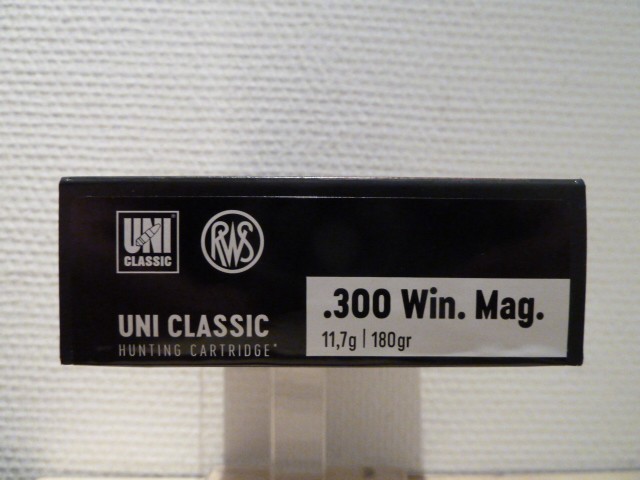 UNI
CLASSIC
RWS
.300 Win. Mag.
11,7g | 180gr
UNI CLASSIC
HUNTING CARTRIDGE*